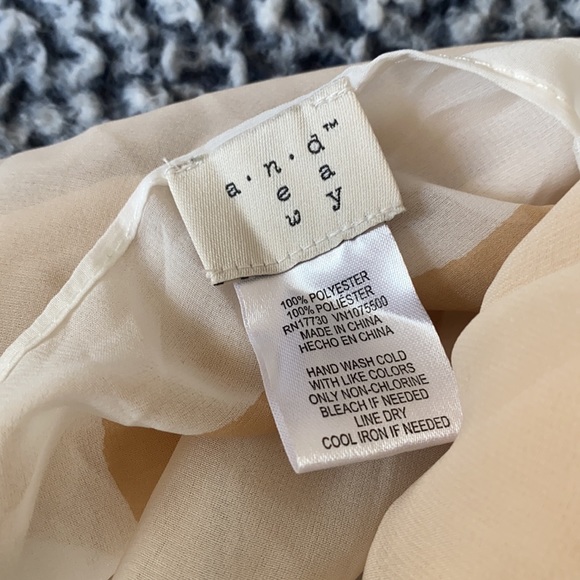 a.n.d™
e a
w y
100% POLYESTER
100% POLIÉSTER
RN17730 VN1075500
MADE IN CHINA
HECHO EN CHINA
HAND WASH COLD
WITH LIKE COLORS
ONLY NON-CHLORINE
BLEACH IF NEEDED
LINE DRY
COOL IRON IF NEEDED